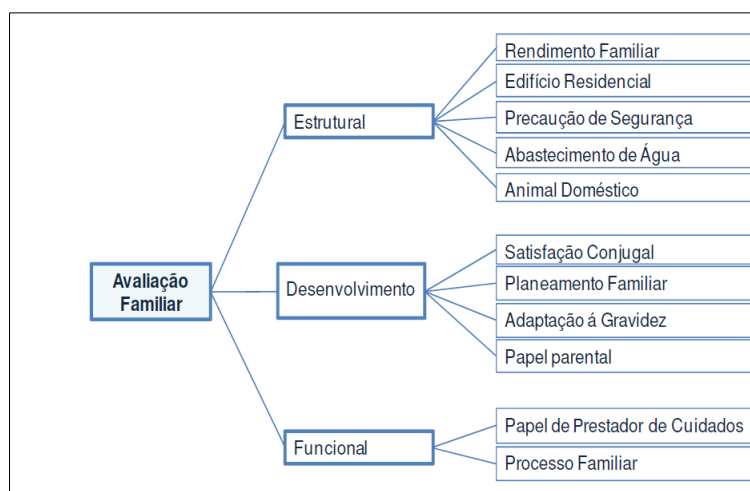 Avaliação
Familiar
Estrutural
Rendimento Familiar
Edifício Residencial
Precaução de Segurança
Abastecimento de Água
Animal Doméstico
Desenvolvimento
Satisfação Conjugal
Planeamento Familiar
Adaptação á Gravidez
Papel parental
Funcional
Papel de Prestador de Cuidados
Processo Familiar